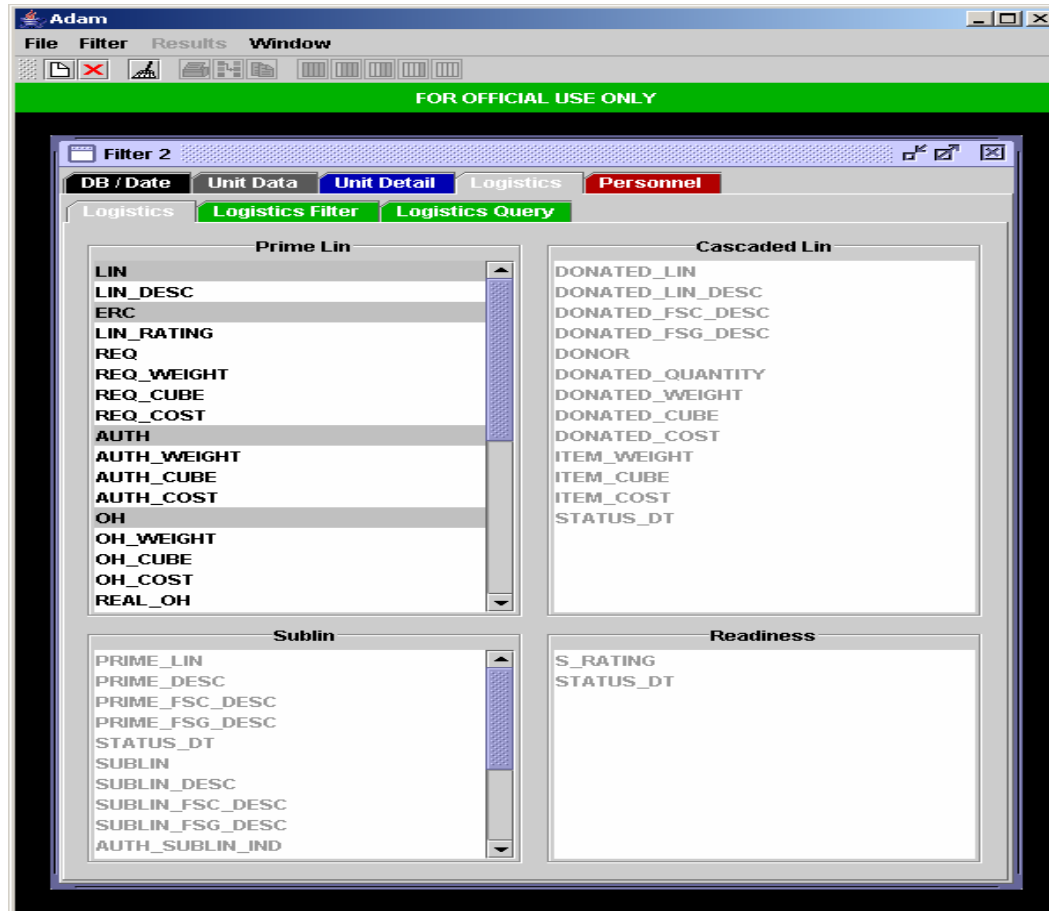 Adam
File Filter Results Window
FOR OFFICIAL USE ONLY
Filter 2
DB / Date Unit Data Unit Detail Logistics Personnel
Logistics Logistics Filter Logistics Query
Prime Lin
LIN
LIN_DESC
ERC
LIN_RATING
REQ
REQ_WEIGHT
REQ_CUBE
REQ_COST
AUTH
AUTH_WEIGHT
AUTH_CUBE
AUTH_COST
OH
OH_WEIGHT
OH_CUBE
OH_COST
REAL_OH
Cascaded Lin
DONATED_LIN
DONATED_LIN_DESC
DONATED_FSC_DESC
DONATED_FSG_DESC
DONOR
DONATED_QUANTITY
DONATED_WEIGHT
DONATED_CUBE
DONATED_COST
ITEM_WEIGHT
ITEM_CUBE
ITEM_COST
STATUS_DT
Sublin
PRIME_LIN
PRIME_DESC
PRIME_FSC_DESC
PRIME_FSG_DESC
STATUS_DT
SUBLIN
SUBLIN_DESC
SUBLIN_FSC_DESC
SUBLIN_FSG_DESC
AUTH_SUBLIN_IND
Readiness
S_RATING
STATUS_DT